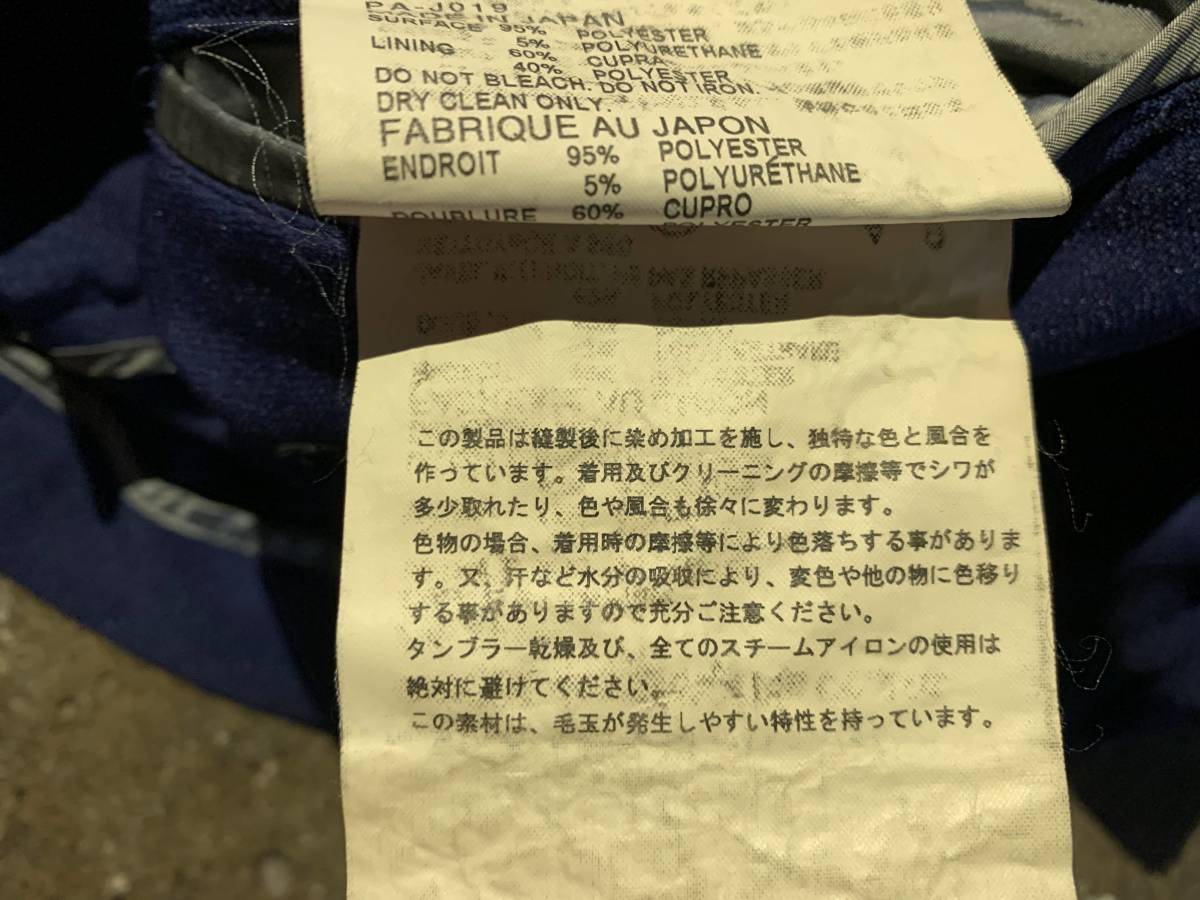 PA-J019
MADE IN JAPAN
SURFACE 95% POLYESTER
5% POLYURETHANE
LINING 60% CUPRA
40% POLYESTER
DO NOT BLEACH. DO NOT IRON.
DRY CLEAN ONLY.
FABRIQUE AU JAPON
ENDROIT 95% POLYESTER
5% POLYURÉTHANE
DOUBLURE 60% CUPRO
POLYESTER
この製品は縫製後に染め加工を施し、独特な色と風合を
作っています。着用及びクリーニングの摩擦等でシワが
多少取れたり、色や風合も徐々に変わります。
色物の場合、着用時の摩擦等により色落ちする事がありま
す。又、汗など水分の吸収により、変色や他の物に色移り
する事がありますので充分ご注意ください。
タンブラー乾燥及び、全てのスチームアイロンの使用は
絶対に避けてください。
この素材は、毛玉が発生しやすい特性を持っています。